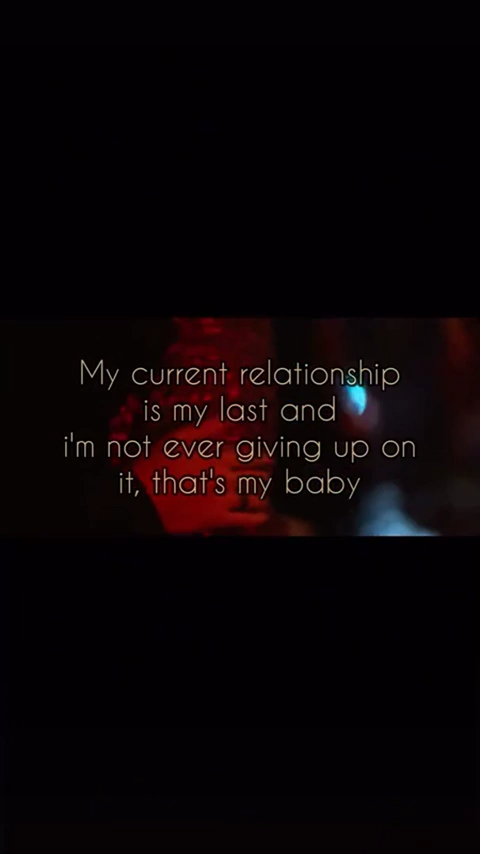 My current relationship
is my last and
i'm not ever giving up on
it, that's my baby